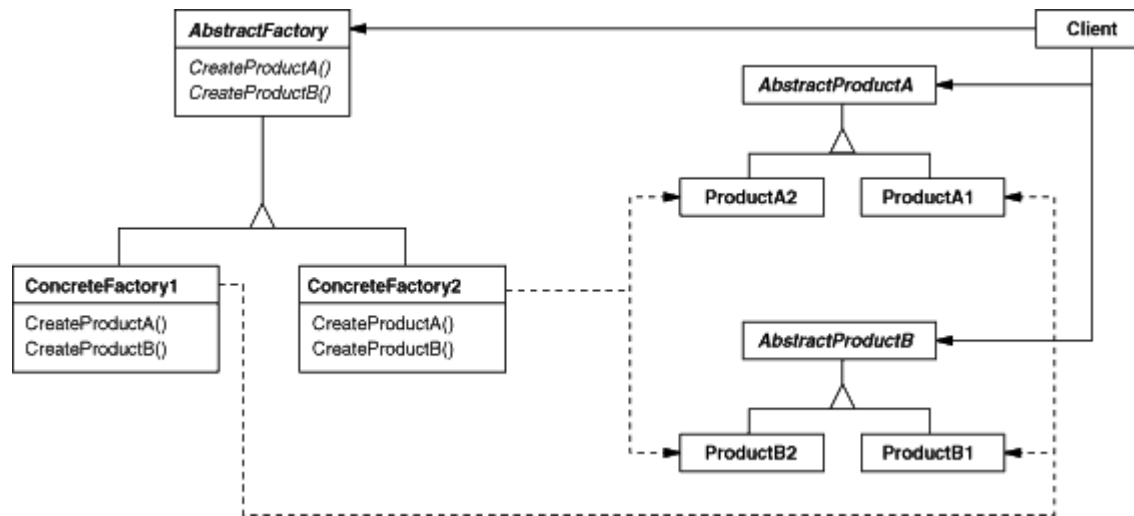 AbstractFactory
CreateProductA()
CreateProductB()
Client
AbstractProductA
ProductA2
ProductA1
ConcreteFactory1
CreateProductA()
CreateProductB()
ConcreteFactory2
CreateProductA()
CreateProductB()
AbstractProductB
ProductB2
ProductB1